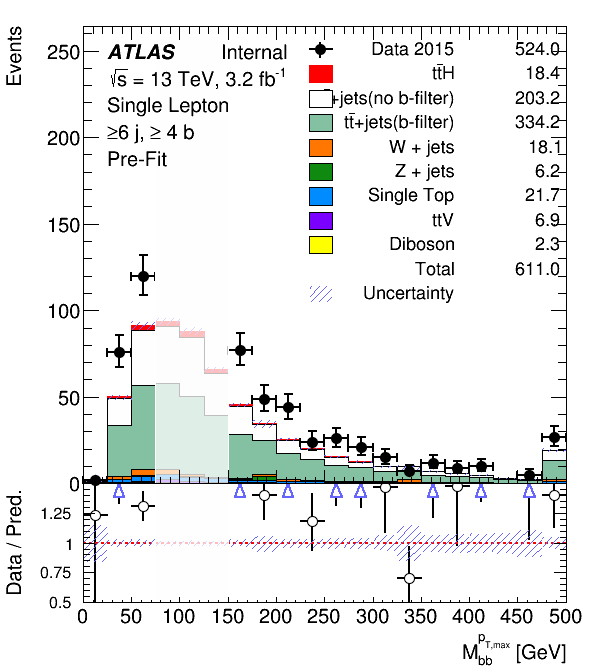 Events
ATLAS Internal
√s = 13 TeV, 3.2 fb⁻¹
Single Lepton
≥6 j, ≥ 4 b
Pre-Fit
Data 2015 524.0
tt̄H 18.4
+jets(no b-filter) 203.2
tt̄+jets(b-filter) 334.2
W + jets 18.1
Z + jets 6.2
Single Top 21.7
ttV 6.9
Diboson 2.3
Total 611.0
Uncertainty
250
200
150
100
50
0
Data / Pred.
1.25
1
0.75
0.5
0 50 100 150 200 250 300 350 400 450 500
M_bb^{p_T,max} [GeV]